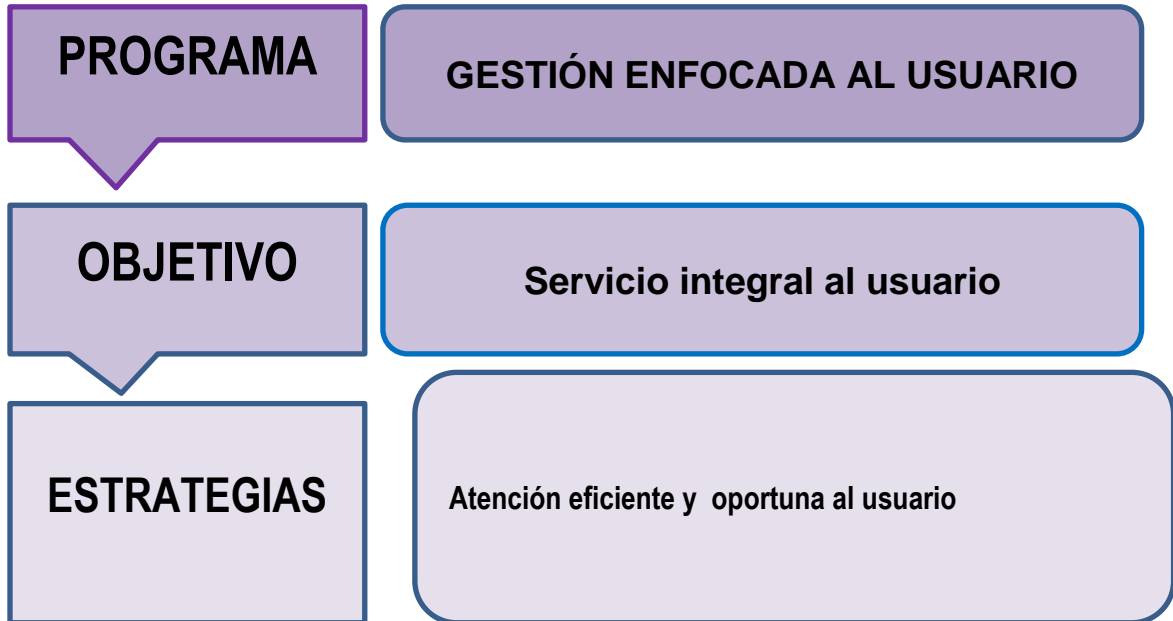 PROGRAMA
GESTIÓN ENFOCADA AL USUARIO
OBJETIVO
Servicio integral al usuario
ESTRATEGIAS
Atención eficiente y  oportuna al usuario